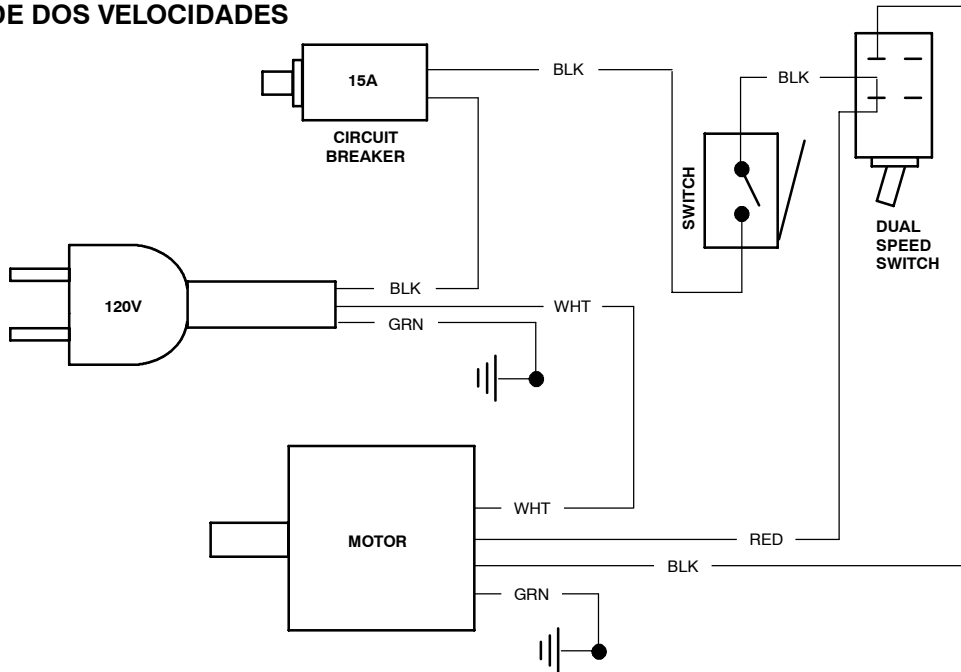 DE DOS VELOCIDADES
15A
BLK
BLK
CIRCUIT
BREAKER
SWITCH
DUAL
SPEED
SWITCH
120V
BLK
WHT
GRN
WHT
MOTOR
RED
BLK
GRN